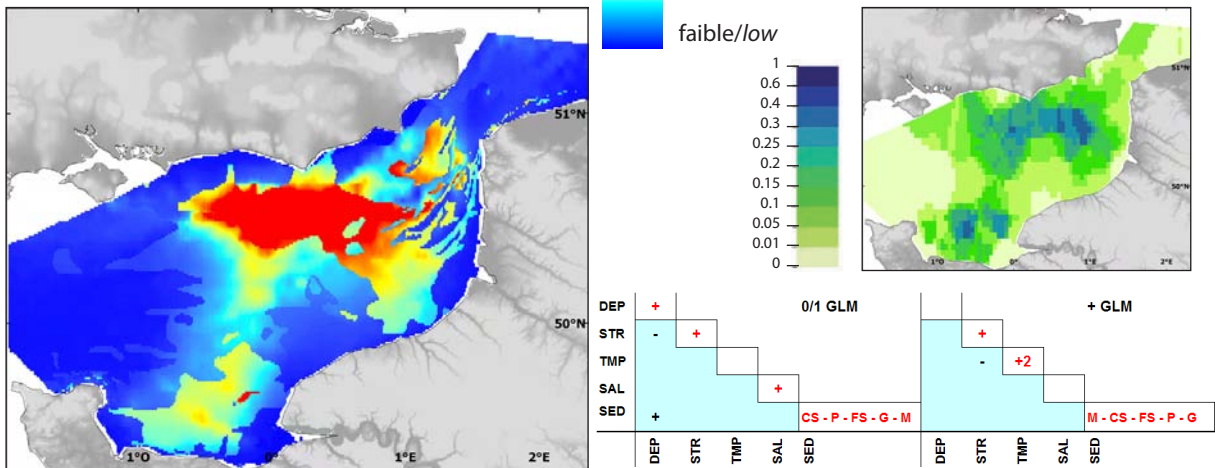 faible/low
51°N
50°N
1°O
0°
1°E
2°E
1
0.6
0.4
0.3
0.25
0.2
0.15
0.1
0.05
0.01
0
51°N
50°N
1°O
0°
1°E
2°E
DEP
STR
TMP
SAL
SED
0/1 GLM
+
- +
+
+ CS - P - FS - G - M
DEP STR TMP SAL SED
+ GLM
+
- +2
M - CS - FS - P - G
DEP STR TMP SAL SED